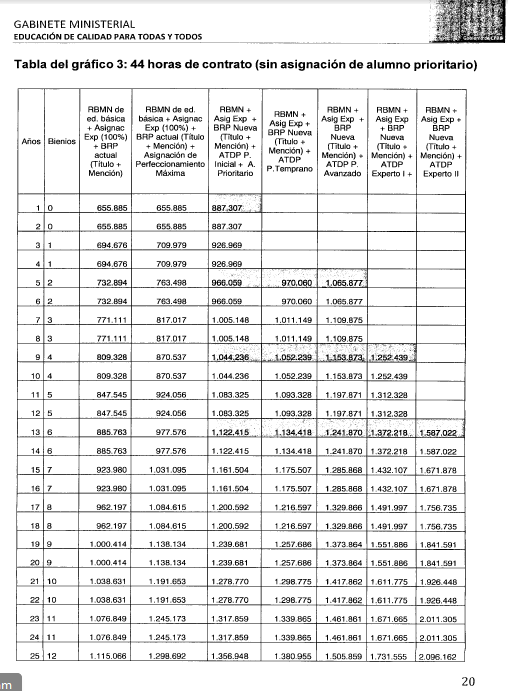 GABINETE MINISTERIAL
EDUCACIÓN DE CALIDAD PARA TODAS Y TODOS
Tabla del gráfico 3: 44 horas de contrato (sin asignación de alumno prioritario)
Años Bienios RBMN de ed. básica + Asignac Exp (100%) + BRP actual (Título + Mención) RBMN de ed. básica + Asignac Exp (100%) + BRP actual (Título + Mención) + Asignación de Perfeccionamiento Máxima RBMN + Asig Exp + BRP Nueva (Título + Mención) + ATDP P. Inicial + A. Prioritario RBMN + Asig Exp + BRP Nueva (Título + Mención) + ATDP P.Temprano RBMN + Asig Exp + BRP Nueva (Título + Mención) + ATDP P. Avanzado RBMN + Asig Exp + BRP Nueva (Título + Mención) + ATDP Experto I + RBMN + Asig Exp + BRP Nueva (Título + Mención) + ATDP Experto II
1 0 655.885 655.885 887.307
2 0 655.885 655.885 887.307
3 1 694.676 709.979 926.969
4 1 694.676 709.979 926.969
5 2 732.894 763.498 966.059 970.060 1.065.877
6 2 732.894 763.498 966.059 970.060 1.065.877
7 3 771.111 817.017 1.005.148 1.011.149 1.109.875
8 3 771.111 817.017 1.005.148 1.011.149 1.109.875
9 4 809.328 870.537 1.044.236 1.052.239 1.153.873 1.252.439
10 4 809.328 870.537 1.044.236 1.052.239 1.153.873 1.252.439
11 5 847.545 924.056 1.083.325 1.093.328 1.197.871 1.312.328
12 5 847.545 924.056 1.083.325 1.093.328 1.197.871 1.312.328
13 6 885.763 977.576 1,122.415 1.134.418 1.241.870 1.372.218 1.587.022
14 6 885.763 977.576 1.122.415 1.134.418 1.241.870 1.372.218 1.587.022
15 7 923.980 1.031.095 1.161.504 1.175.507 1.285.868 1.432.107 1.671.878
16 7 923.980 1.031.095 1.161.504 1.175.507 1.285.868 1.432.107 1.671.878
17 8 962.197 1.084.615 1.200.592 1.216.597 1.329.866 1.491.997 1.756.735
18 8 962.197 1.084.615 1.200.592 1.216.597 1.329.866 1.491.997 1.756.735
19 9 1.000.414 1.138.134 1.239.681 1.257.686 1.373.864 1.551.886 1.841.591
20 9 1.000.414 1.138.134 1.239.681 1.257.686 1.373.864 1.551.886 1.841.591
21 10 1.038.631 1.191.653 1.278.770 1.298.775 1.417.862 1.611.775 1.926.448
22 10 1.038.631 1.191.653 1.278.770 1.298.775 1.417.862 1.611.775 1.926.448
23 11 1.076.849 1.245.173 1.317.859 1.339.865 1.461.861 1.671.665 2.011.305
24 11 1.076.849 1.245.173 1.317.859 1.339.865 1.461.861 1.671.665 2.011.305
25 12 1.115.066 1.298.692 1.356.948 1.380.955 1.505.859 1.731.555 2.096.162
20